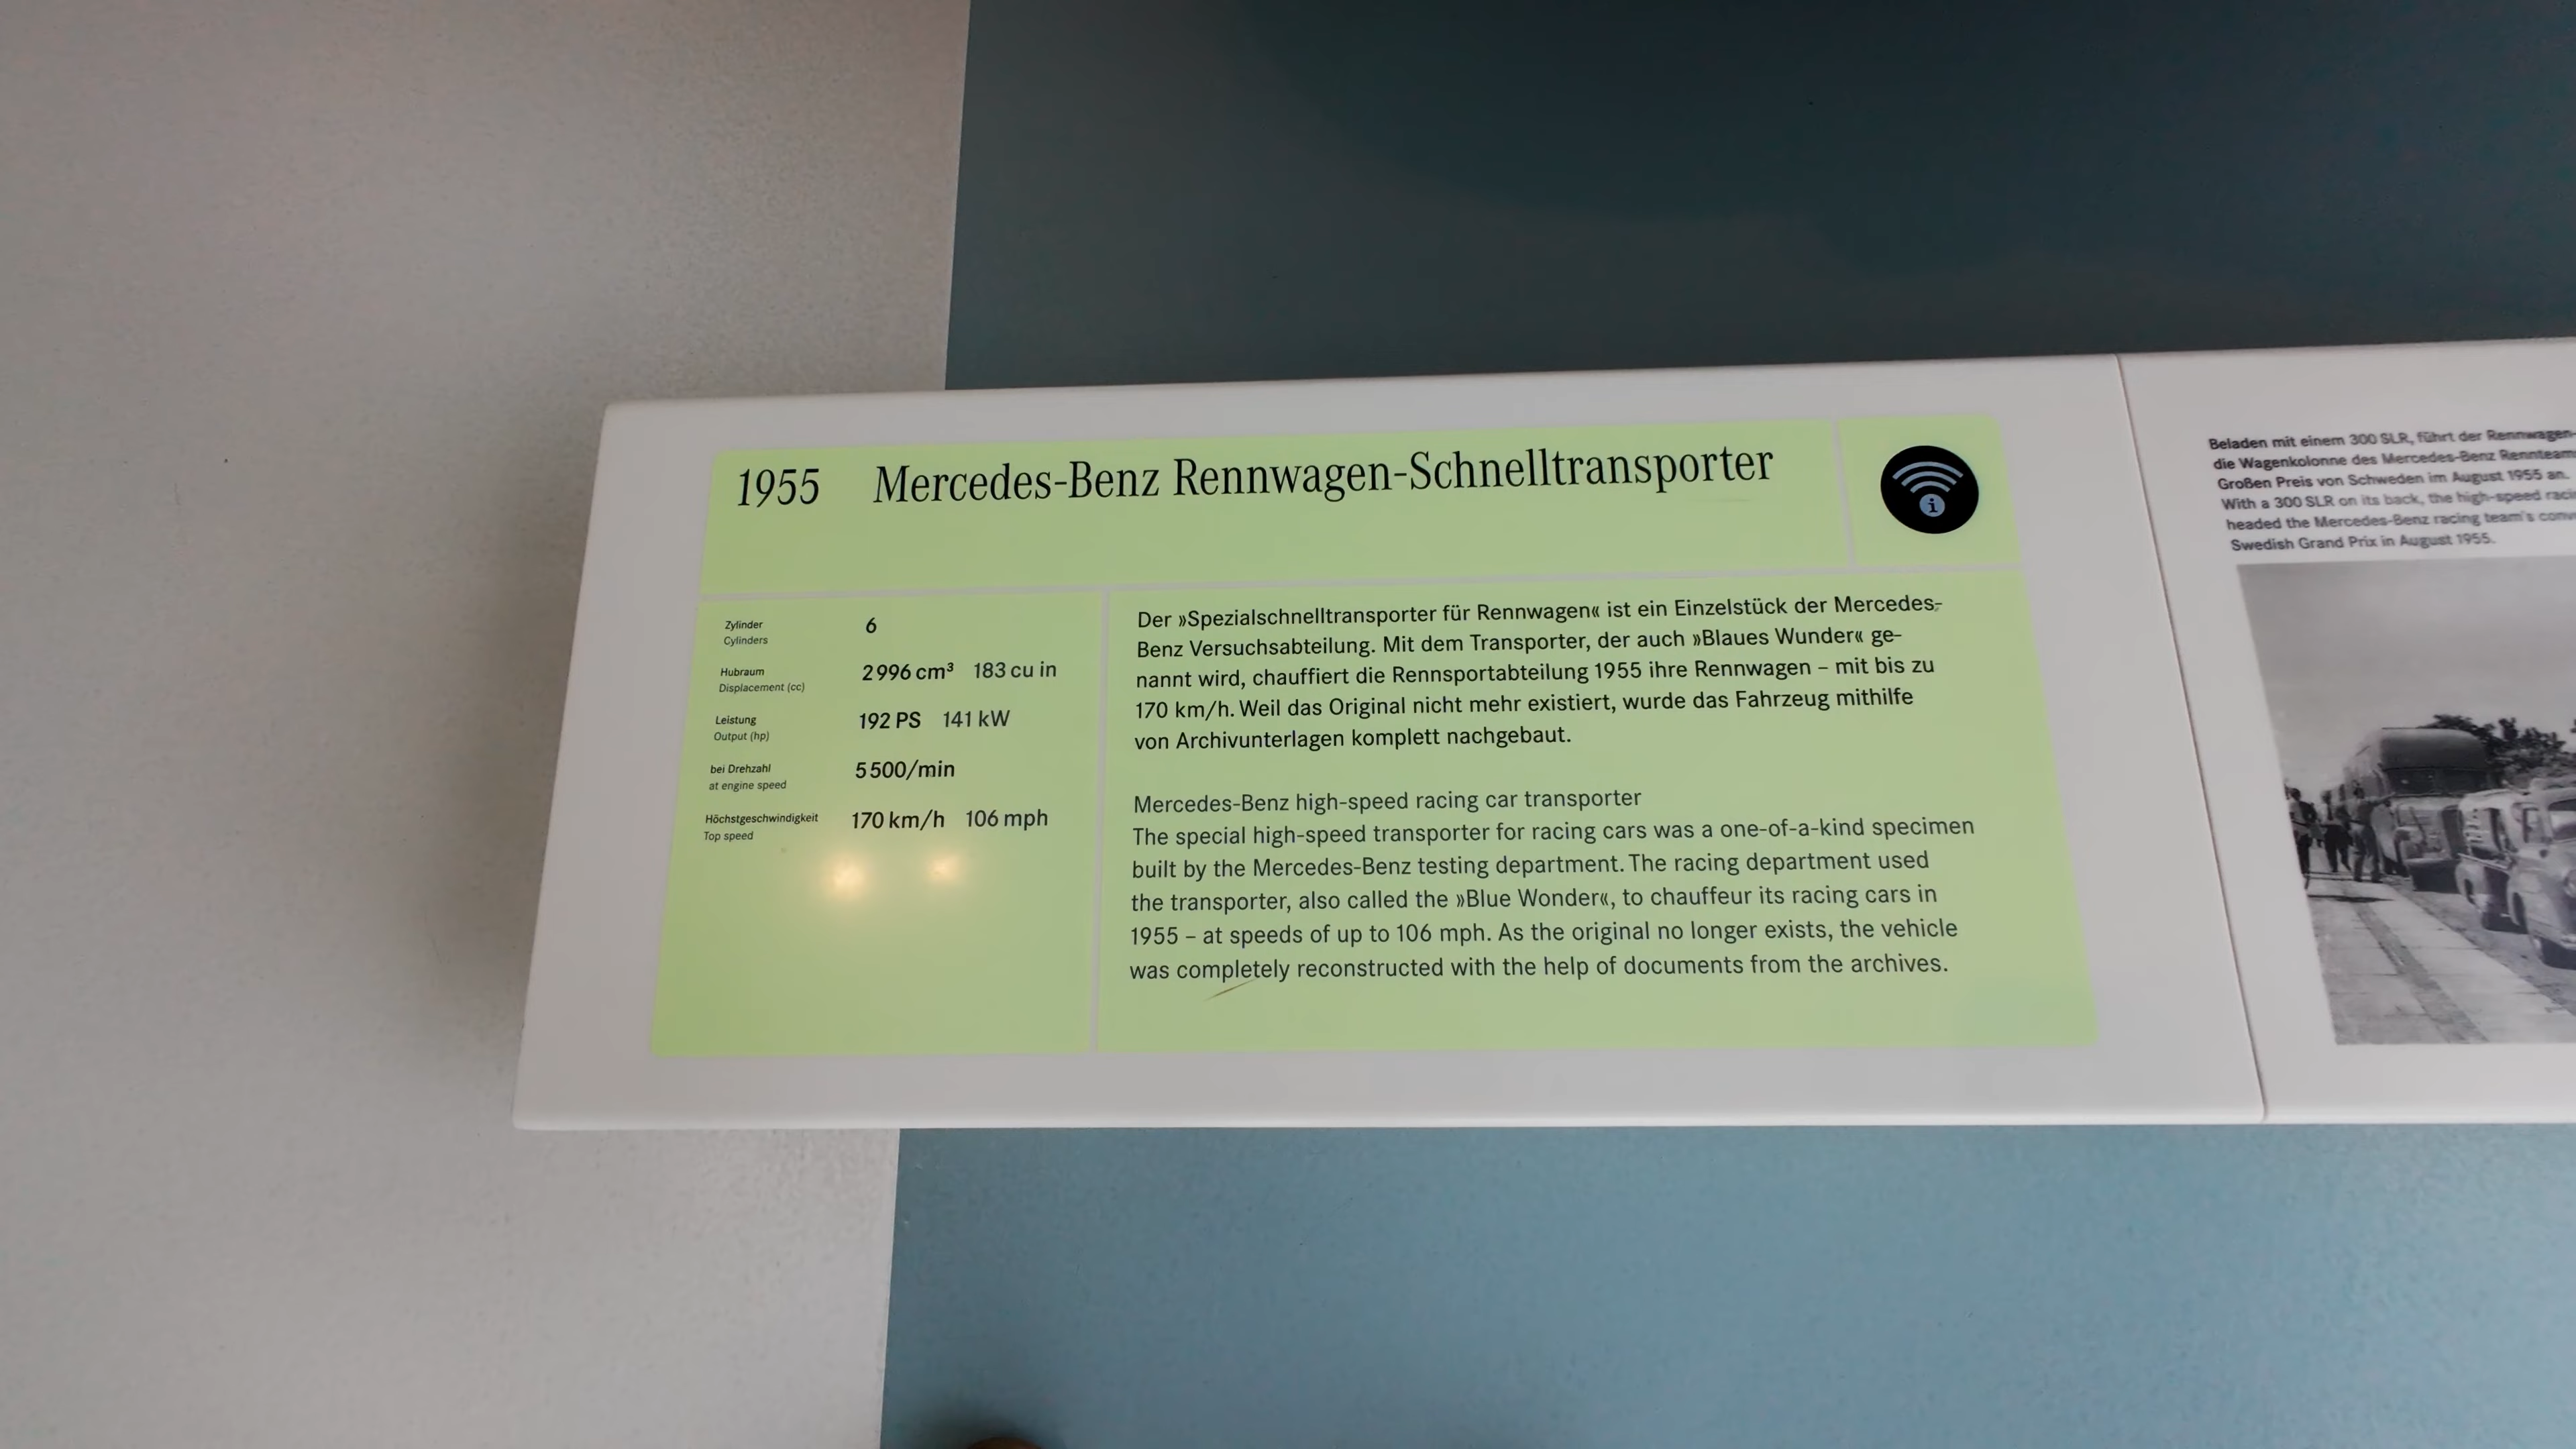 1955 Mercedes-Benz Rennwagen-Schnelltransporter
i
Zylinder 6
Cylinders
Hubraum 2 996 cm³ 183 cu in
Displacement (cc)
Leistung 192 PS 141 kW
Output (hp)
bei Drehzahl 5 500/min
at engine speed
Höchstgeschwindigkeit 170 km/h 106 mph
Top speed
Der »Spezialschnelltransporter für Rennwagen« ist ein Einzelstück der Mercedes-
Benz Versuchsabteilung. Mit dem Transporter, der auch »Blaues Wunder« ge-
nannt wird, chauffiert die Rennsportabteilung 1955 ihre Rennwagen – mit bis zu
170 km/h. Weil das Original nicht mehr existiert, wurde das Fahrzeug mithilfe
von Archivunterlagen komplett nachgebaut.
Mercedes-Benz high-speed racing car transporter
The special high-speed transporter for racing cars was a one-of-a-kind specimen
built by the Mercedes-Benz testing department. The racing department used
the transporter, also called the »Blue Wonder«, to chauffeur its racing cars in
1955 – at speeds of up to 106 mph. As the original no longer exists, the vehicle
was completely reconstructed with the help of documents from the archives.
Beladen mit einem 300 SLR, führt der Rennwagen-
die Wagenkolonne des Mercedes-Benz Rennteams
Großen Preis von Schweden im August 1955 an.
With a 300 SLR on its back, the high-speed
headed the Mercedes-Benz racing team's
Swedish Grand Prix in August 1955.